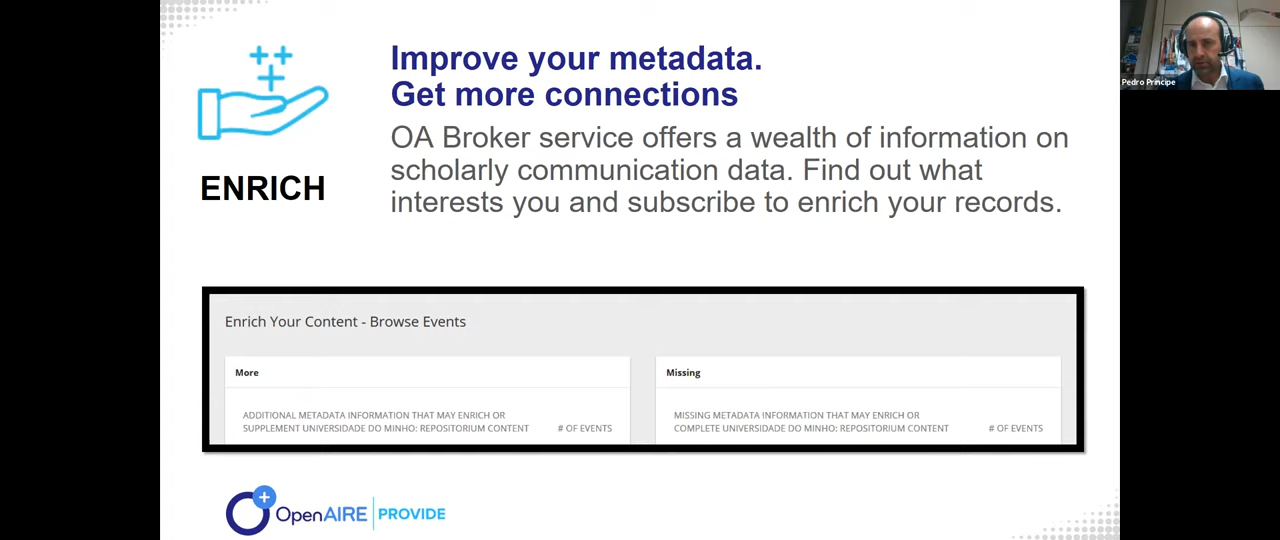 Improve your metadata.
Get more connections
OA Broker service offers a wealth of information on
scholarly communication data. Find out what
interests you and subscribe to enrich your records.
ENRICH
Enrich Your Content - Browse Events
More
ADDITIONAL METADATA INFORMATION THAT MAY ENRICH OR
SUPPLEMENT UNIVERSIDADE DO MINHO: REPOSITORIUM CONTENT
# OF EVENTS
Missing
MISSING METADATA INFORMATION THAT MAY ENRICH OR
COMPLETE UNIVERSIDADE DO MINHO: REPOSITORIUM CONTENT
# OF EVENTS
OpenAIRE PROVIDE
Pedro Príncipe